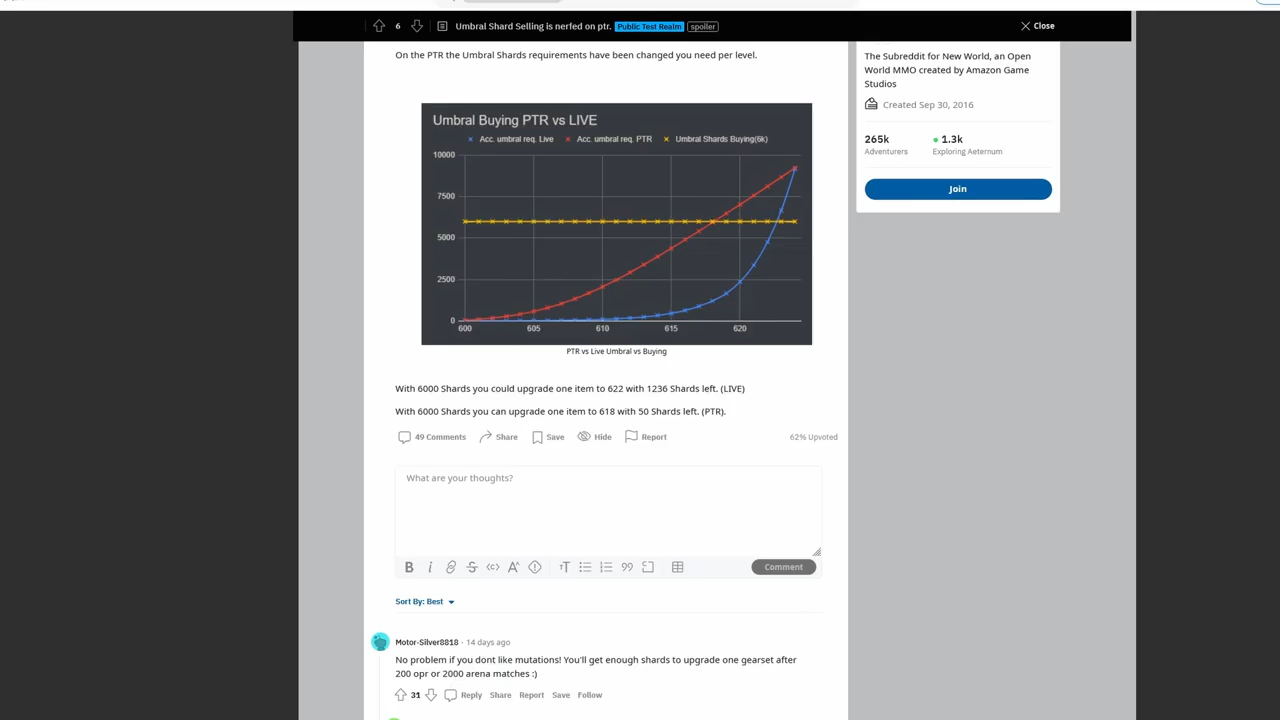 6 Umbral Shard Selling is nerfed on ptr. Public Test Realm spoiler Close
On the PTR the Umbral Shards requirements have been changed you need per level.
Umbral Buying PTR vs LIVE
Acc. umbral req. Live Acc. umbral req. PTR Umbral Shards Buying(6k)
10000
7500
5000
2500
0
600 605 610 615 620
PTR vs Live Umbral vs Buying
With 6000 Shards you could upgrade one item to 622 with 1236 Shards left. (LIVE)
With 6000 Shards you can upgrade one item to 618 with 50 Shards left. (PTR).
49 Comments Share Save Hide Report 62% Upvoted
What are your thoughts?
B i S <c> A T Comment
Sort By: Best
Motor-Silver8818 · 14 days ago
No problem if you dont like mutations! You'll get enough shards to upgrade one gearset after
200 opr or 2000 arena matches :)
31 Reply Share Report Save Follow
The Subreddit for New World, an Open
World MMO created by Amazon Game
Studios
Created Sep 30, 2016
265k 1.3k
Adventurers Exploring Aeternum
Join